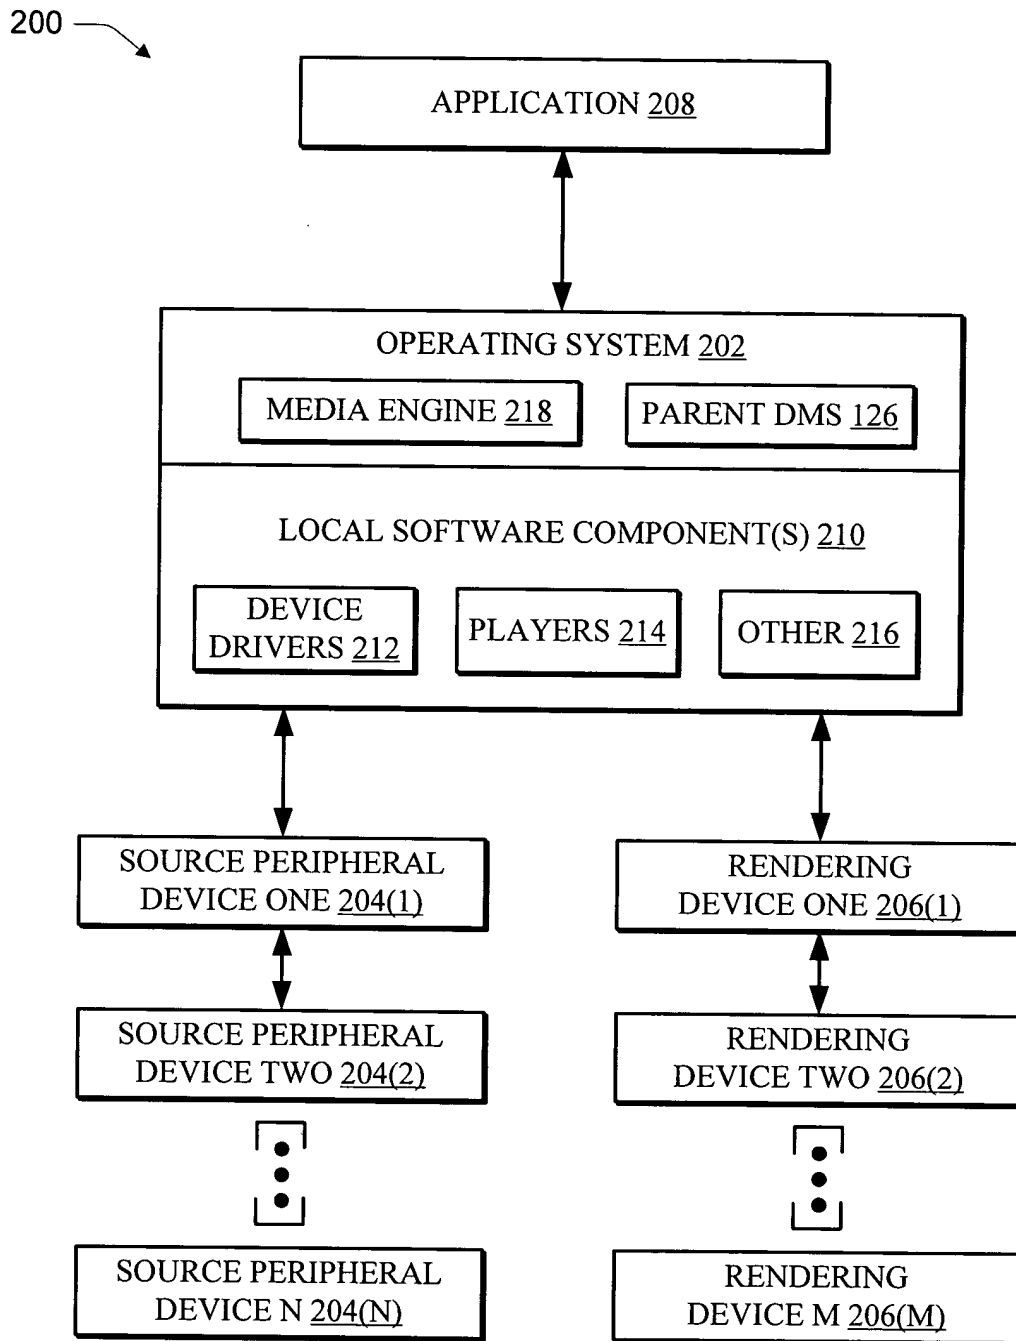 200
APPLICATION 208
OPERATING SYSTEM 202
MEDIA ENGINE 218
PARENT DMS 126
LOCAL SOFTWARE COMPONENT(S) 210
DEVICE
DRIVERS 212
PLAYERS 214
OTHER 216
SOURCE PERIPHERAL
DEVICE ONE 204(1)
RENDERING
DEVICE ONE 206(1)
SOURCE PERIPHERAL
DEVICE TWO 204(2)
RENDERING
DEVICE TWO 206(2)
SOURCE PERIPHERAL
DEVICE N 204(N)
RENDERING
DEVICE M 206(M)